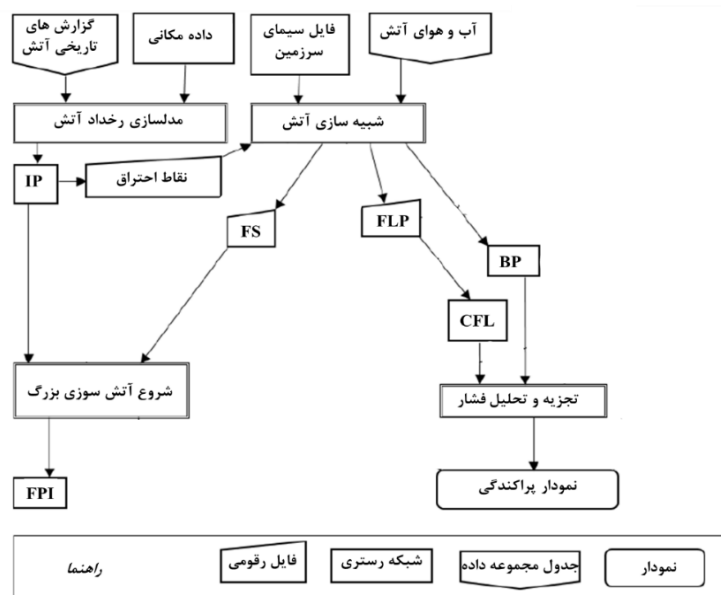 گزارش های
تاریخی آتش
داده مکانی
فایل سیمای
سرزمین
آب و هوای آتش
مدلسازی رخداد آتش
شبیه سازی آتش
IP
نقاط احتراق
FS
FLP
BP
CFL
شروع آتش سوزی بزرگ
تجزیه و تحلیل فشار
FPI
نمودار پراکندگی
راهنما
فایل رقومی
شبکه رستری
جدول مجموعه داده
نمودار